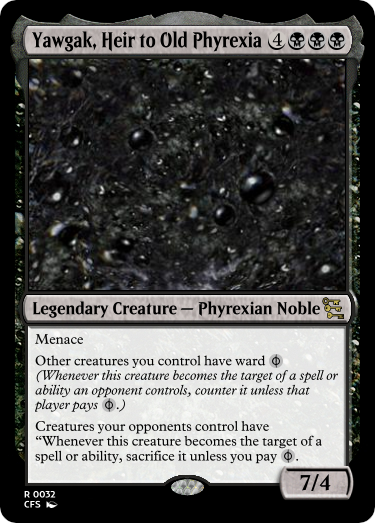 Yawgak, Heir to Old Phyrexia 4
Legendary Creature — Phyrexian Noble
Menace
Other creatures you control have ward
(Whenever this creature becomes the target of a spell or
ability an opponent controls, counter it unless that
player pays .)
Creatures your opponents control have
“Whenever this creature becomes the target of a
spell or ability, sacrifice it unless you pay .
7/4
R 0032
CFS